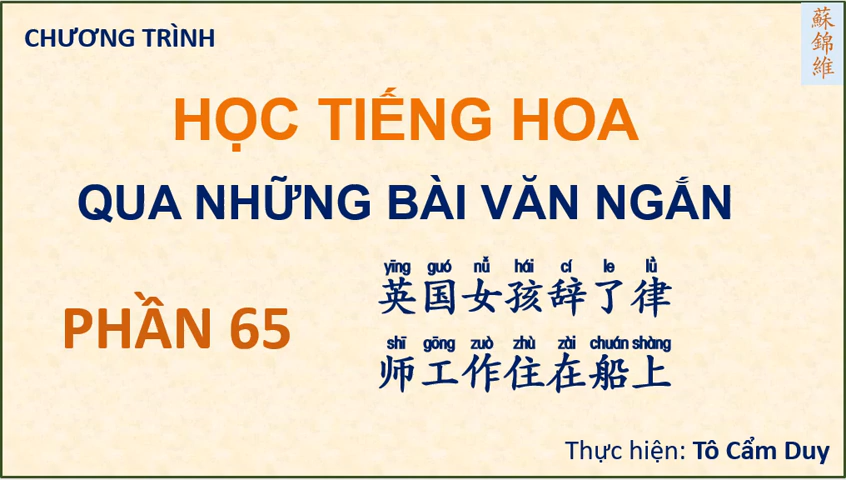 CHƯƠNG TRÌNH
蘇錦維
HỌC TIẾNG HOA
QUA NHỮNG BÀI VĂN NGẮN
PHẦN 65
yīng guó nǚ hái cí le lǜ
英国女孩辞了律
shī gōng zuò zhù zài chuán shàng
师工作住在船上
Thực hiện: Tô Cẩm Duy